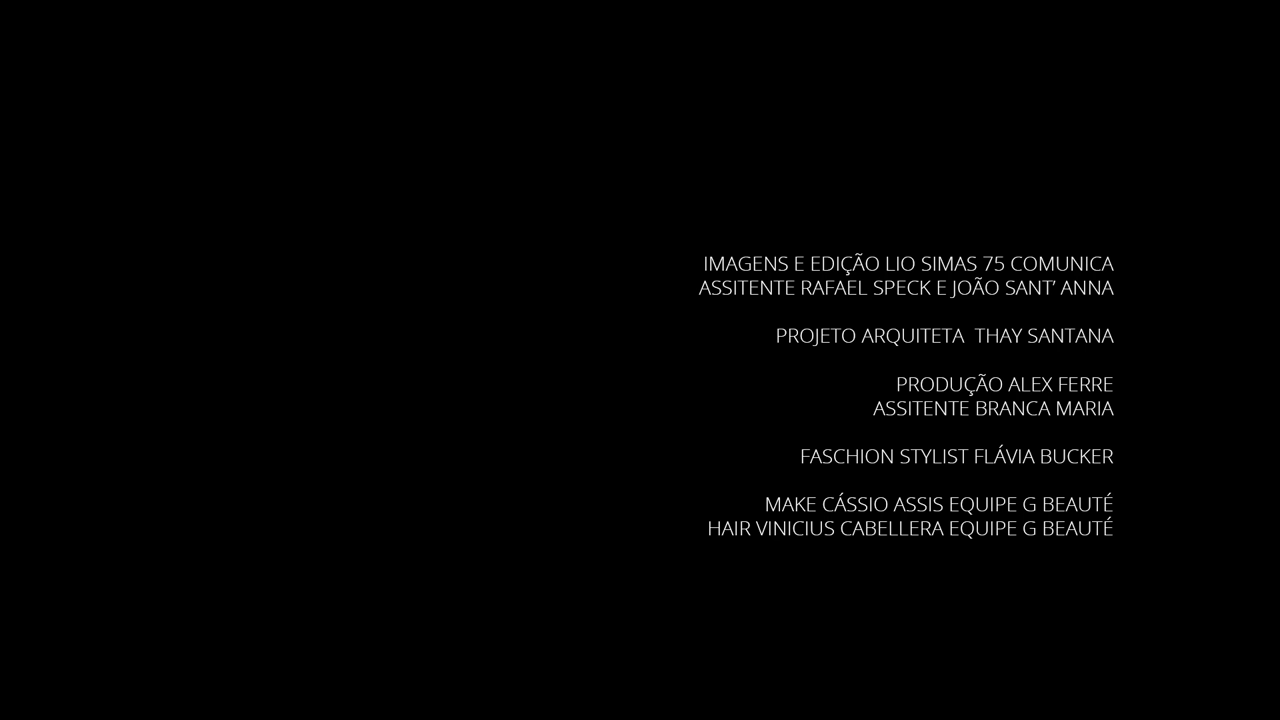 IMAGENS E EDIÇÃO LIO SIMAS 75 COMUNICA
ASSITENTE RAFAEL SPECK E JOÃO SANT’ ANNA
PROJETO ARQUITETA  THAY SANTANA
PRODUÇÃO ALEX FERRE
ASSITENTE BRANCA MARIA
FASCHION STYLIST FLÁVIA BUCKER
MAKE CÁSSIO ASSIS EQUIPE G BEAUTÉ
HAIR VINICIUS CABELLERA EQUIPE G BEAUTÉ